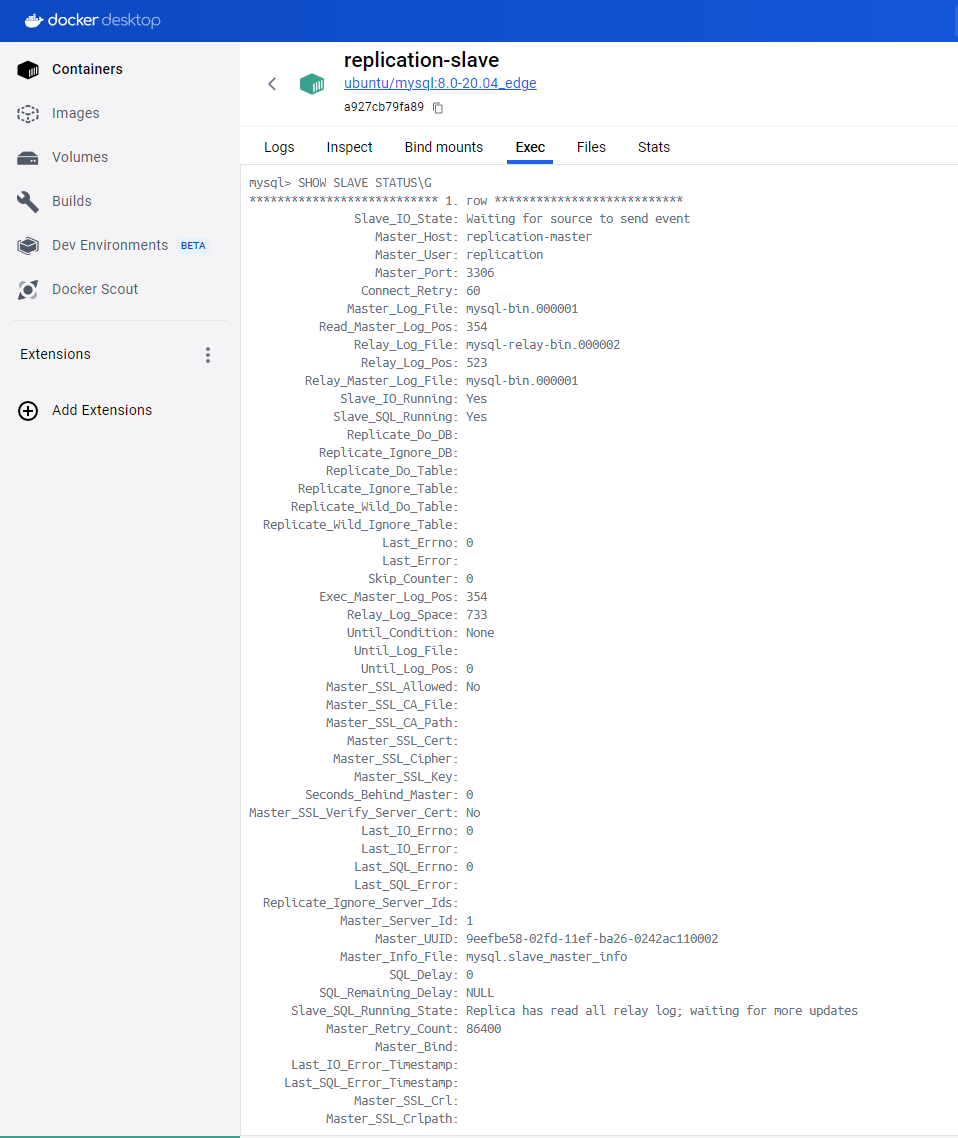 docker desktop
Containers
Images
Volumes
Builds
Dev Environments BETA
Docker Scout
Extensions
Add Extensions
replication-slave
ubuntu/mysql:8.0-20.04_edge
a927cb79fa89
Logs Inspect Bind mounts Exec Files Stats
mysql> SHOW SLAVE STATUS\G
*************************** 1. row ***************************
Slave_IO_State: Waiting for source to send event
Master_Host: replication-master
Master_User: replication
Master_Port: 3306
Connect_Retry: 60
Master_Log_File: mysql-bin.000001
Read_Master_Log_Pos: 354
Relay_Log_File: mysql-relay-bin.000002
Relay_Log_Pos: 523
Relay_Master_Log_File: mysql-bin.000001
Slave_IO_Running: Yes
Slave_SQL_Running: Yes
Replicate_Do_DB:
Replicate_Ignore_DB:
Replicate_Do_Table:
Replicate_Ignore_Table:
Replicate_Wild_Do_Table:
Replicate_Wild_Ignore_Table:
Last_Errno: 0
Last_Error:
Skip_Counter: 0
Exec_Master_Log_Pos: 354
Relay_Log_Space: 733
Until_Condition: None
Until_Log_File:
Until_Log_Pos: 0
Master_SSL_Allowed: No
Master_SSL_CA_File:
Master_SSL_CA_Path:
Master_SSL_Cert:
Master_SSL_Cipher:
Master_SSL_Key:
Seconds_Behind_Master: 0
Master_SSL_Verify_Server_Cert: No
Last_IO_Errno: 0
Last_IO_Error:
Last_SQL_Errno: 0
Last_SQL_Error:
Replicate_Ignore_Server_Ids:
Master_Server_Id: 1
Master_UUID: 9eefbe58-02fd-11ef-ba26-0242ac110002
Master_Info_File: mysql.slave_master_info
SQL_Delay: 0
SQL_Remaining_Delay: NULL
Slave_SQL_Running_State: Replica has read all relay log; waiting for more updates
Master_Retry_Count: 86400
Master_Bind:
Last_IO_Error_Timestamp:
Last_SQL_Error_Timestamp:
Master_SSL_Crl:
Master_SSL_Crlpath: